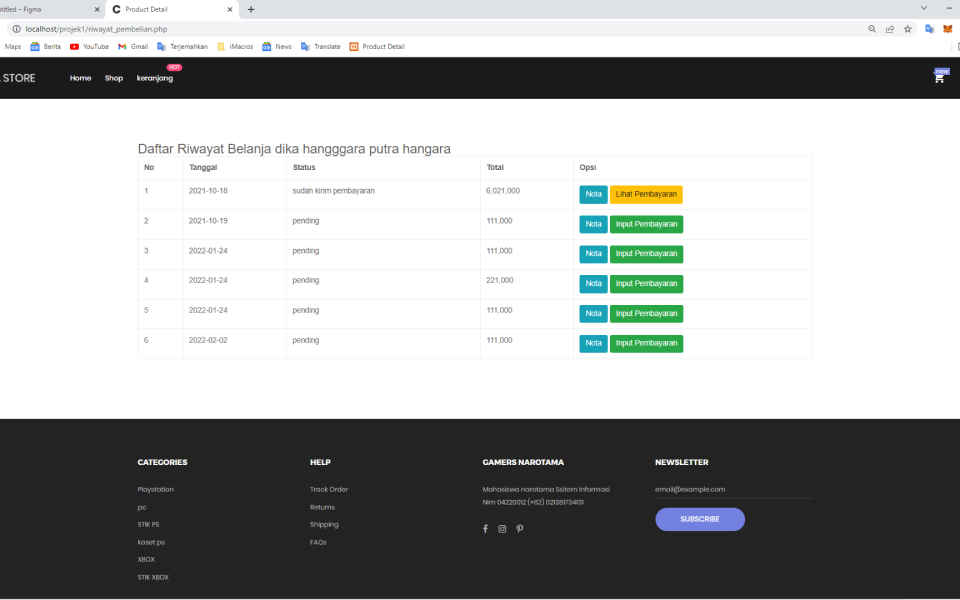 ntitled – Figma
Product Detail
localhost/projek1/riwayat_pembelian.php
Maps Berita YouTube Gmail Terjemahkan iMacros News Translate Product Detail
STORE Home Shop keranjang HOT
new
Daftar Riwayat Belanja dika hangggara putra hangara
No Tanggal Status Total Opsi
1 2021-10-18 sudah kirim pembayaran 6,021,000 Nota Lihat Pembayaran
2 2021-10-19 pending 111,000 Nota Input Pembayaran
3 2022-01-24 pending 111,000 Nota Input Pembayaran
4 2022-01-24 pending 221,000 Nota Input Pembayaran
5 2022-01-24 pending 111,000 Nota Input Pembayaran
6 2022-02-02 pending 111,000 Nota Input Pembayaran
CATEGORIES
Playstation
pc
STIK PS
kaset ps
XBOX
STIK XBOX
HELP
Track Order
Returns
Shipping
FAQs
GAMERS NAROTAMA
Mahasiswa narotama Ssitem Informasi
Nim 04220012 (+62) 021381734131
NEWSLETTER
email@example.com
SUBSCRIBE